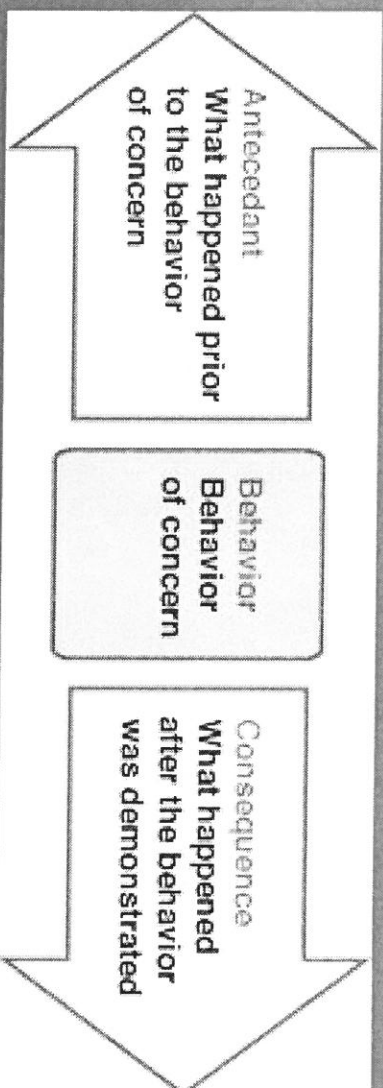 Antecedant
What happened prior
to the behavior
of concern
Behavior
Behavior
of concern
Consequence
What happened
after the behavior
was demonstrated